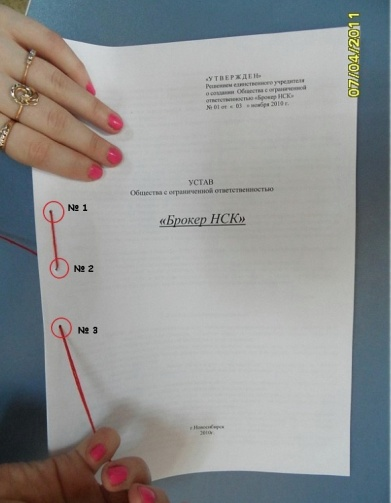 «У Т В Е Р Ж Д Е Н»
Решением единственного учредителя
о создании Общества с ограниченной
ответственностью «Брокер НСК»
№ 01 от « 03 » ноября 2010 г.
УСТАВ
Общества с ограниченной ответственностью
«Брокер НСК»
№ 1
№ 2
№ 3
г. Новосибирск
2010г.
07/04/2011